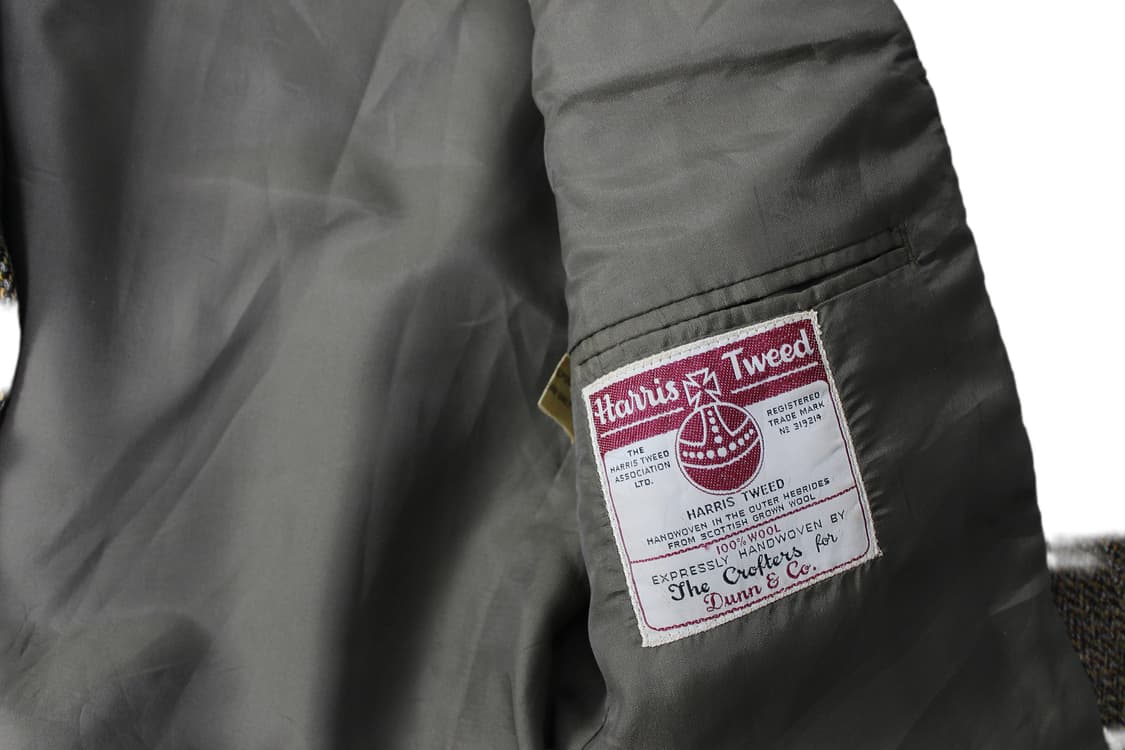 Harris Tweed
REGISTERED
TRADE MARK
Nº 319214
THE
HARRIS TWEED
ASSOCIATION
LTD.
HARRIS TWEED
HANDWOVEN IN THE OUTER HEBRIDES
FROM SCOTTISH GROWN WOOL
100% WOOL
EXPRESSLY HANDWOVEN BY
The Crofters for
Dunn & Co.